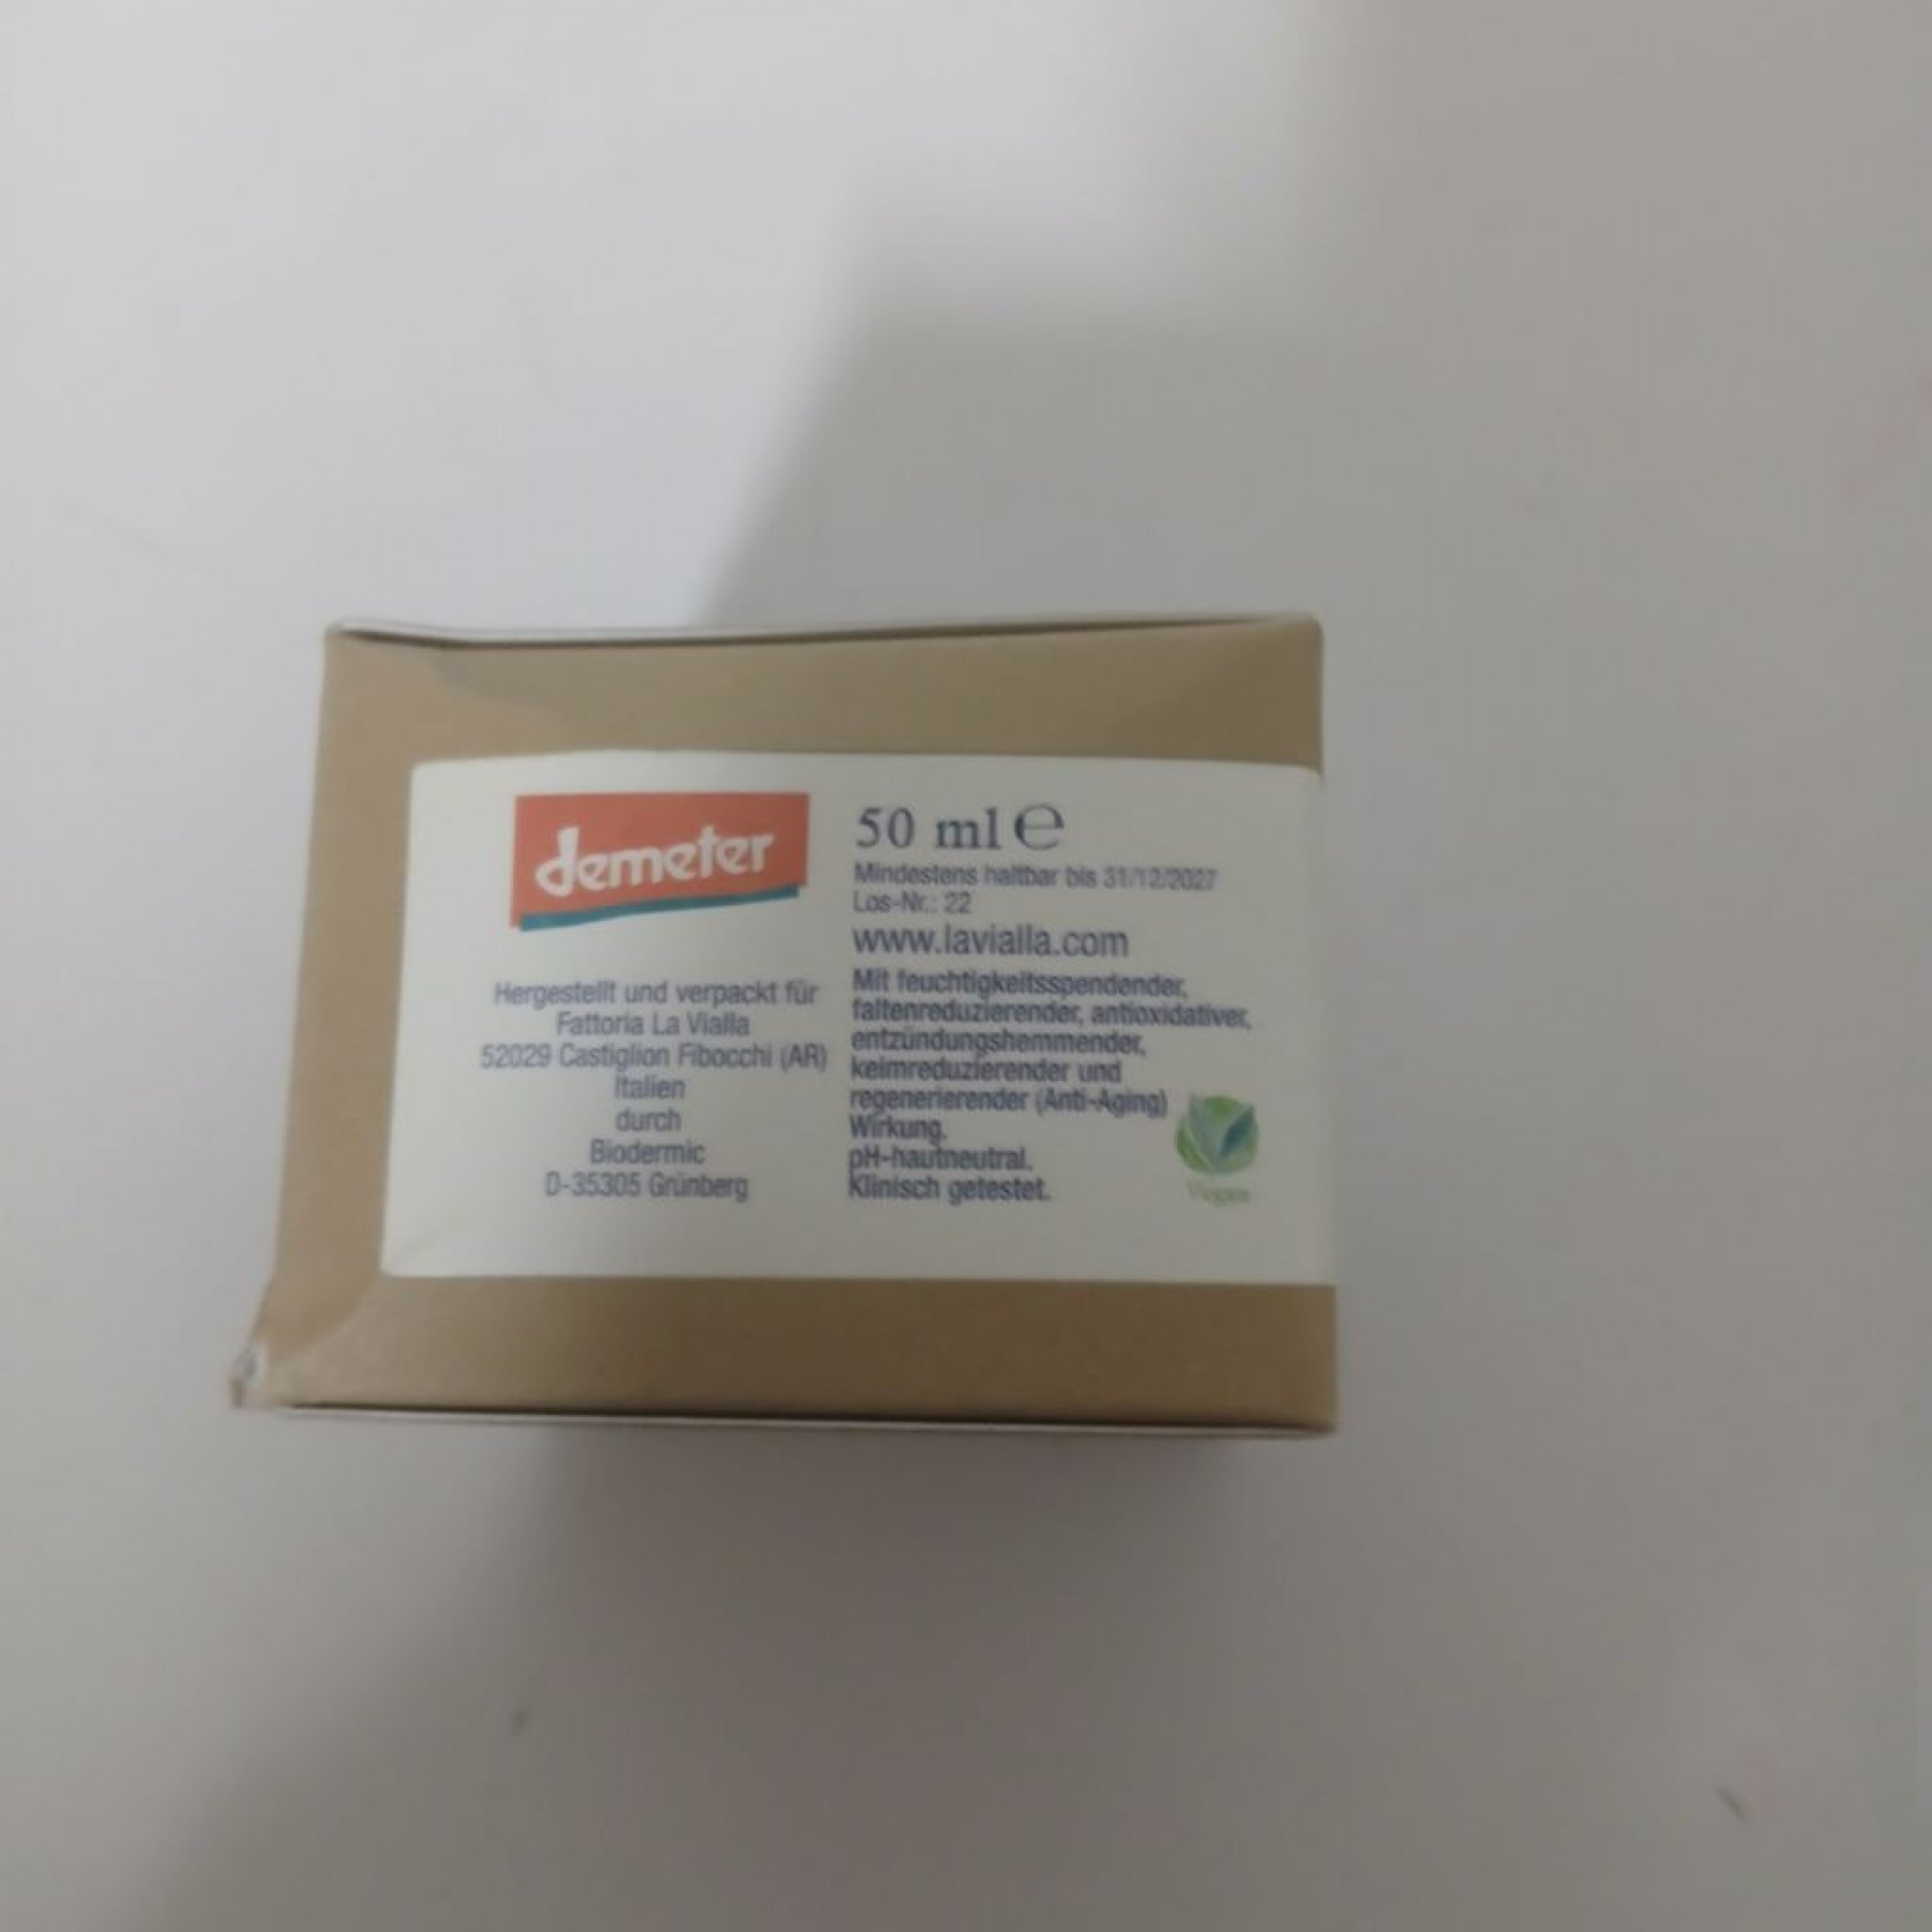 demeter
Hergestellt und verpackt für
Fattoria La Vialla
52029 Castiglion Fibocchi (AR)
Italien
durch
Biodermic
D-35305 Grünberg
50 ml ℮
Mindestens haltbar bis 31/12/2027
Los-Nr.: 22
www.lavialla.com
Mit feuchtigkeitsspendender,
faltenreduzierender, antioxidativer,
entzündungshemmender,
keimreduzierender und
regenerierender (Anti-Aging)
Wirkung.
pH-hautneutral.
Klinisch getestet.
Vegan